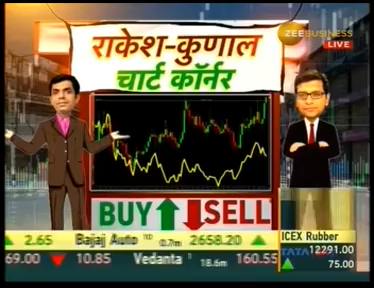 ZEE BUSINESS
LIVE
राकेश-कुणाल
चार्ट कॉर्नर
BUY SELL
2.65 Bajaj Auto 0.7m 2658.20
69.00 10.85 Vedanta 18.6m 160.55
ICEX Rubber
12291.00
75.00
TATA